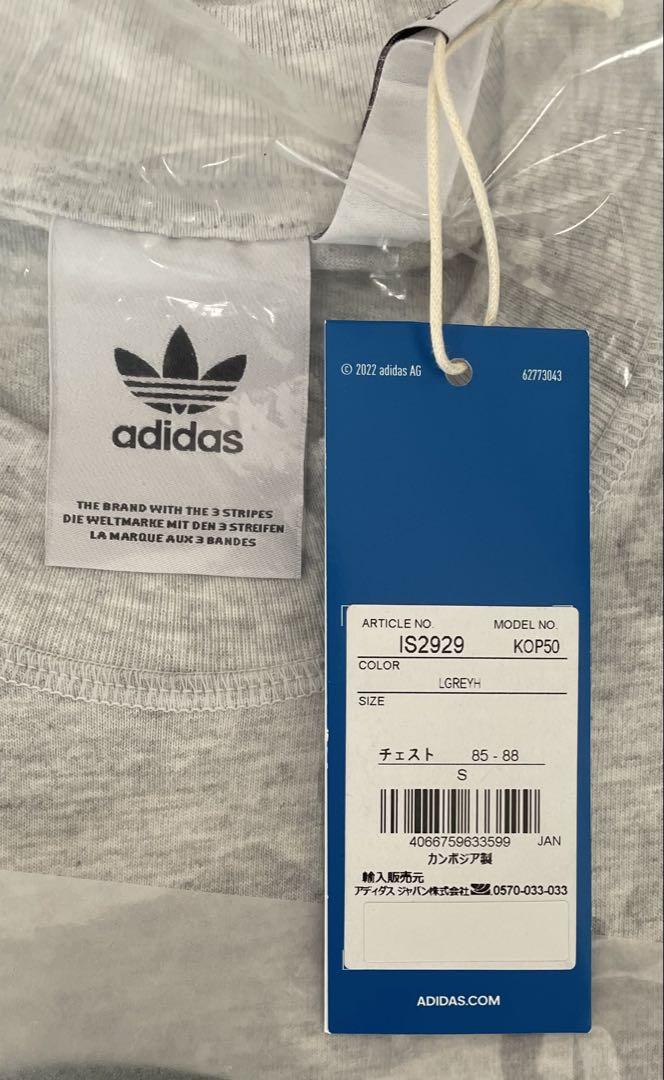 adidas
THE BRAND WITH THE 3 STRIPES
DIE WELTMARKE MIT DEN 3 STREIFEN
LA MARQUE AUX 3 BANDES
© 2022 adidas AG 62773043
ARTICLE NO. MODEL NO.
IS2929 KOP50
COLOR
LGREYH
SIZE
チェスト 85 - 88
S
4066759633599 JAN
カンボジア製
輸入販売元
アディダス ジャパン株式会社 0570-033-033
ADIDAS.COM